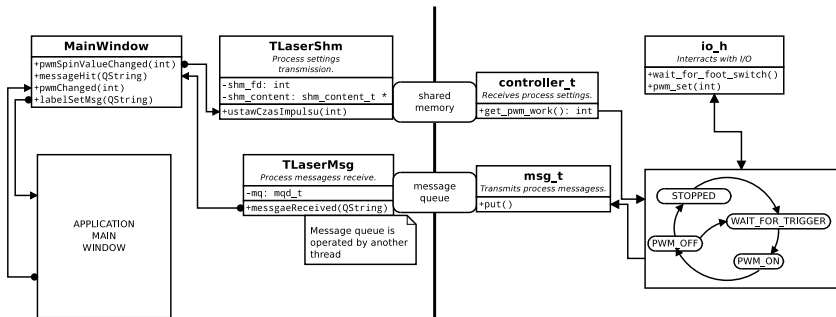 MainWindow
+pwmSpinValueChanged(int)
+messageHit(QString)
+pwmChanged(int)
+labelSetMsg(QString)
APPLICATION
MAIN
WINDOW
TLaserShm
Process settings
transmission.
-shm_fd: int
-shm_content: shm_content_t *
+ustawCzasImpulsu(int)
shared
memory
controller_t
Receives process settings.
+get_pwm_work(): int
io_h
Interracts with I/O
+wait_for_foot_switch()
+pwm_set(int)
TLaserMsg
Process messagess receive.
-mq: mqd_t
+messgaeReceived(QString)
Message queue is
operated by another
thread
message
queue
msg_t
Transmits process messagess.
+put()
STOPPED
WAIT_FOR_TRIGGER
PWM_OFF
PWM_ON